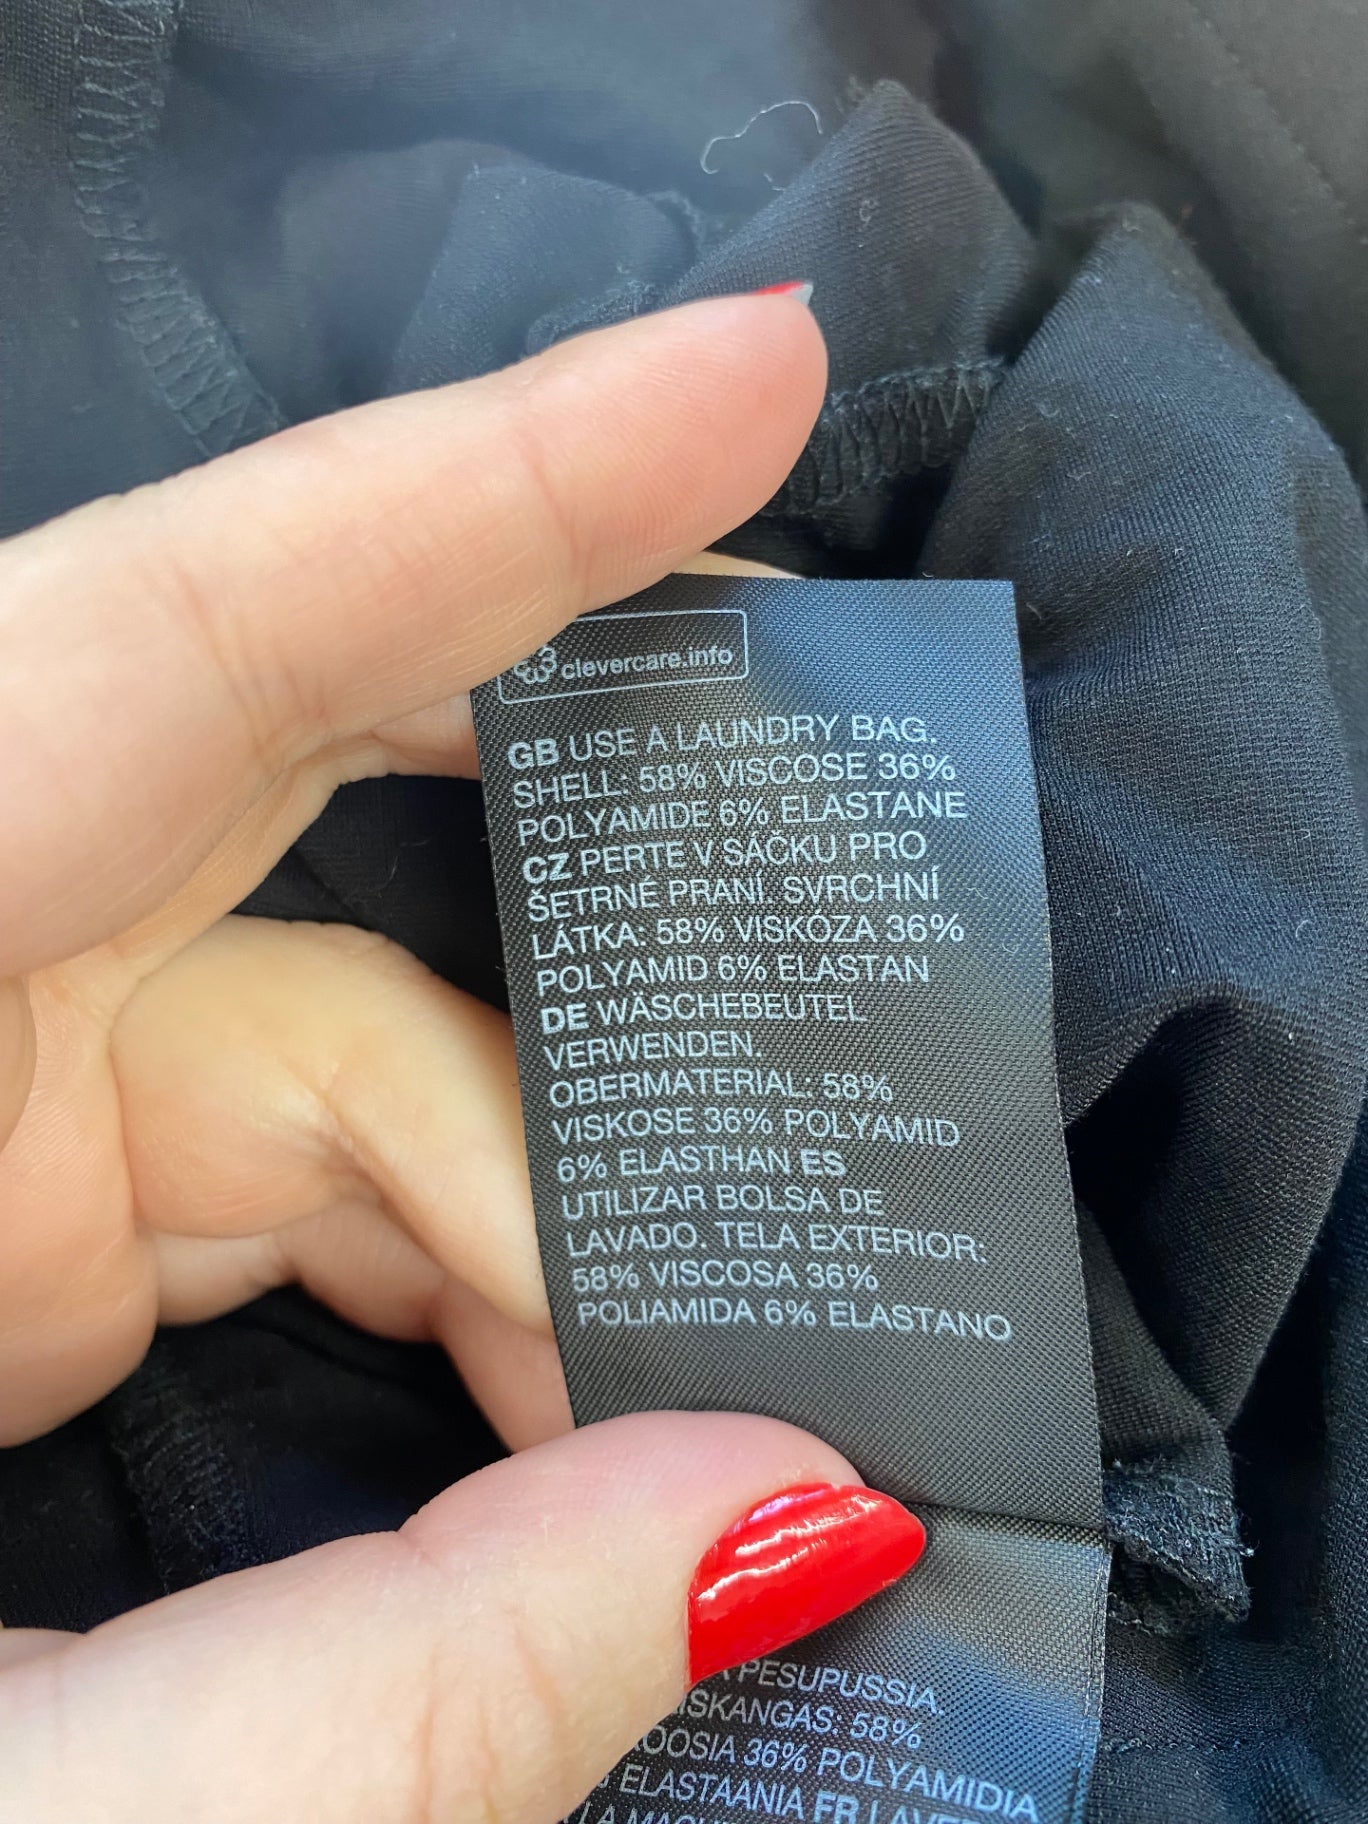 clevercare.info
GB USE A LAUNDRY BAG.
SHELL: 58% VISCOSE 36%
POLYAMIDE 6% ELASTANE
CZ PERTE V SÁČKU PRO
ŠETRNÉ PRANÍ. SVRCHNÍ
LÁTKA: 58% VISKÓZA 36%
POLYAMID 6% ELASTAN
DE WÄSCHEBEUTEL
VERWENDEN.
OBERMATERIAL: 58%
VISKOSE 36% POLYAMID
6% ELASTHAN ES
UTILIZAR BOLSA DE
LAVADO. TELA EXTERIOR:
58% VISCOSA 36%
POLIAMIDA 6% ELASTANO
PESUPUSSIA.
58%
36% POLYAMIDIA
ELASTAANIA FR